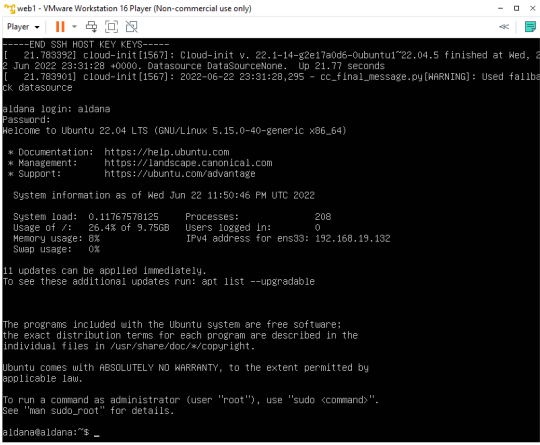 web1 - VMware Workstation 16 Player (Non-commercial use only)
Player
-----END SSH HOST KEY KEYS-----
[   21.783392] cloud-init[1567]: Cloud-init v. 22.1-14-g2e17a0d6-0ubuntu1~22.04.5 finished at Wed, 2
2 Jun 2022 23:31:28 +0000. Datasource DataSourceNone.  Up 21.77 seconds
[   21.783901] cloud-init[1567]: 2022-06-22 23:31:28,295 - cc_final_message.py[WARNING]: Used fallba
ck datasource
aldana login: aldana
Password:
Welcome to Ubuntu 22.04 LTS (GNU/Linux 5.15.0-40-generic x86_64)
* Documentation:  https://help.ubuntu.com
* Management:     https://landscape.canonical.com
* Support:        https://ubuntu.com/advantage
System information as of Wed Jun 22 11:50:46 PM UTC 2022
System load:  0.11767578125     Processes:              208
Usage of /:   26.4% of 9.75GB   Users logged in:        0
Memory usage: 8%                IPv4 address for ens33: 192.168.19.132
Swap usage:   0%
11 updates can be applied immediately.
To see these additional updates run: apt list --upgradable
The programs included with the Ubuntu system are free software;
the exact distribution terms for each program are described in the
individual files in /usr/share/doc/*/copyright.
Ubuntu comes with ABSOLUTELY NO WARRANTY, to the extent permitted by
applicable law.
To run a command as administrator (user "root"), use "sudo <command>".
See "man sudo_root" for details.
aldana@aldana:~$ _